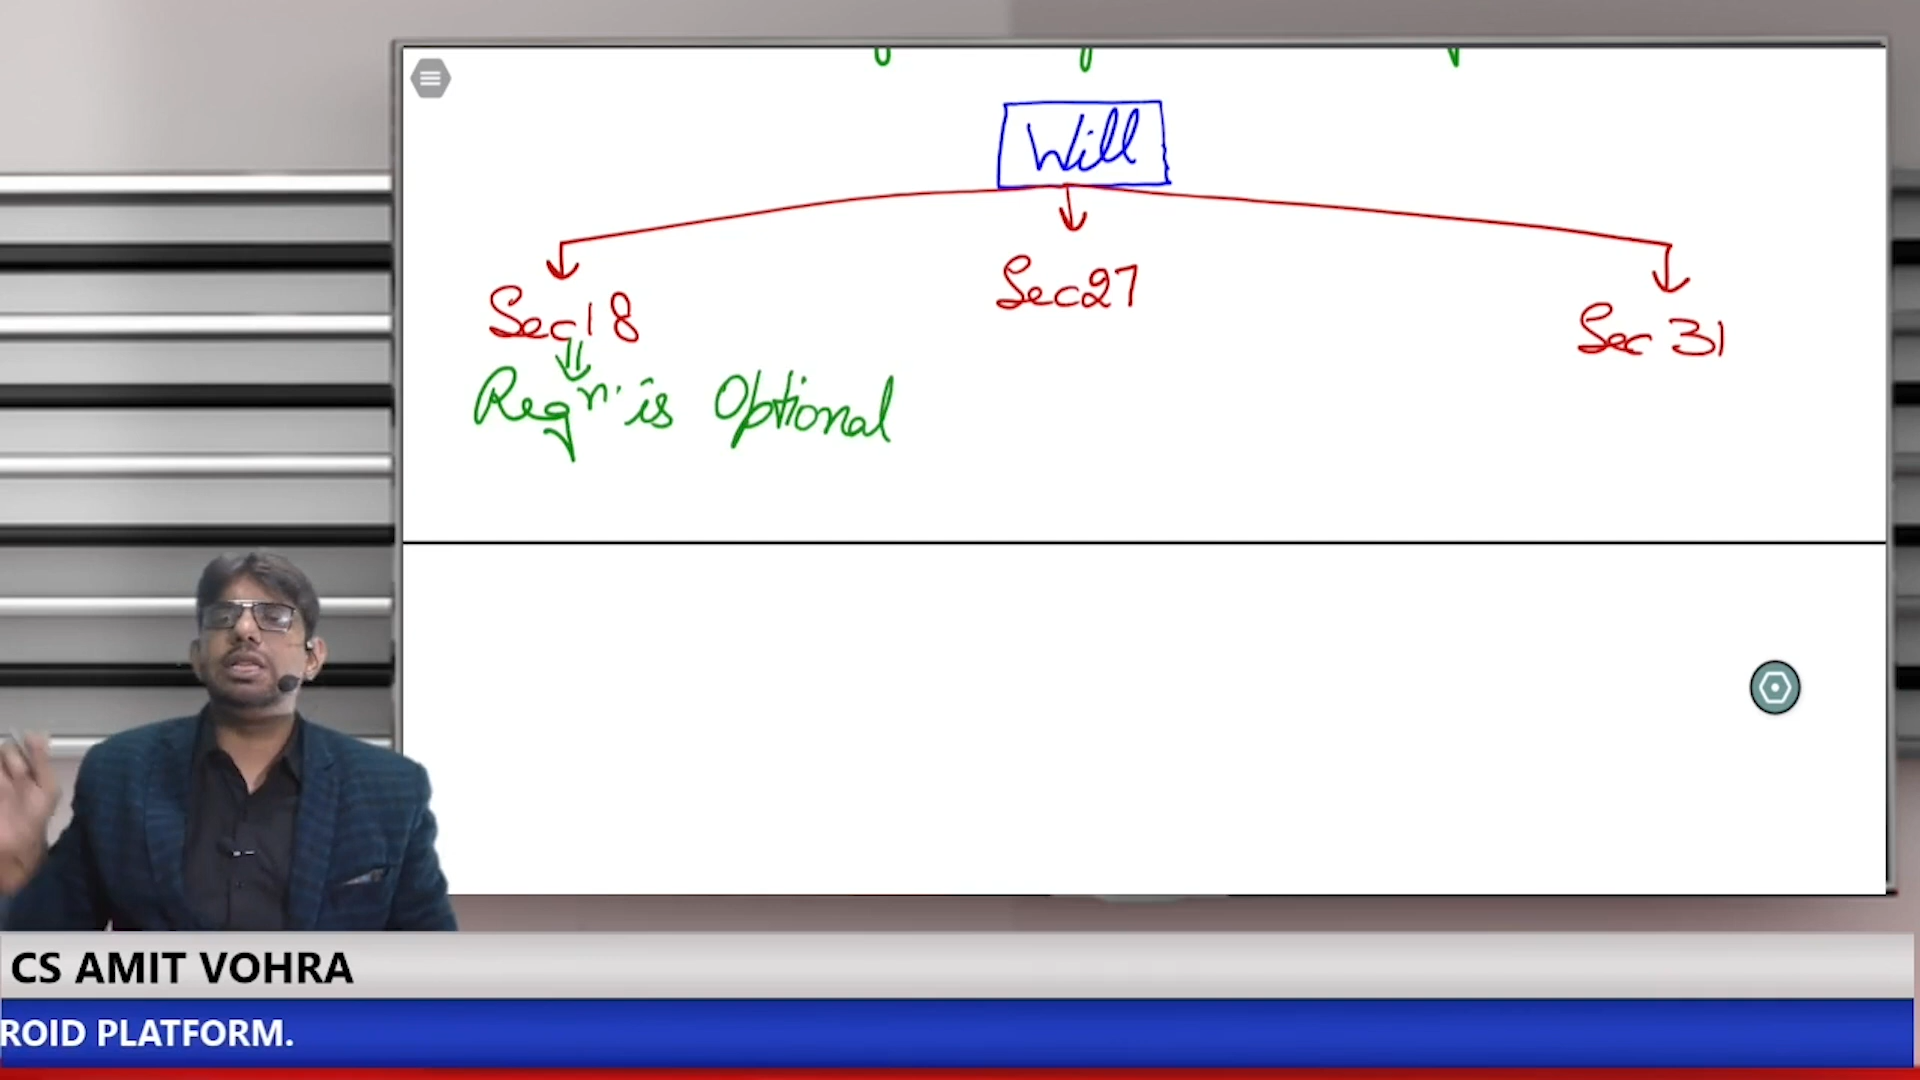 Will
Sec 18
Sec 27
Sec 31
Regn. is Optional
CS AMIT VOHRA
ROID PLATFORM.